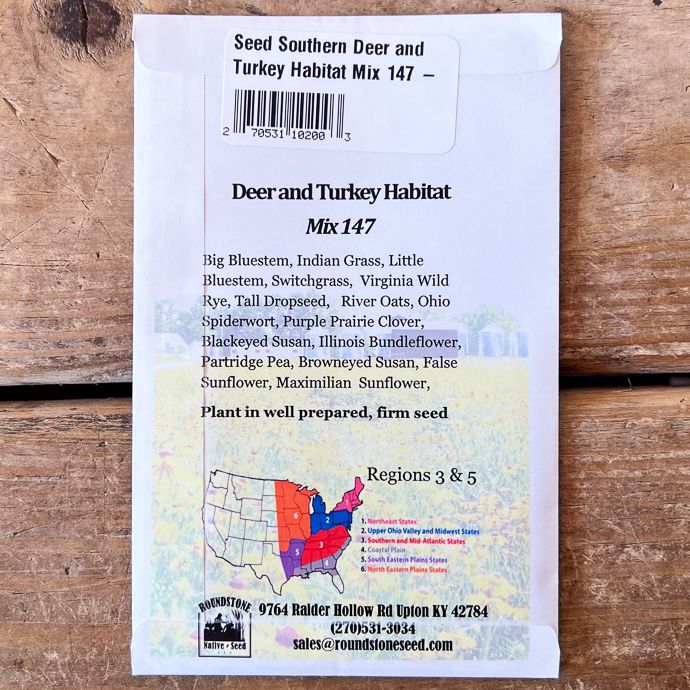 Seed Southern Deer and
Turkey Habitat Mix 147 –
2 70531 10200 3
Deer and Turkey Habitat
Mix 147
Big Bluestem, Indian Grass, Little
Bluestem, Switchgrass, Virginia Wild
Rye, Tall Dropseed, River Oats, Ohio
Spiderwort, Purple Prairie Clover,
Blackeyed Susan, Illinois Bundleflower,
Partridge Pea, Browneyed Susan, False
Sunflower, Maximilian Sunflower,
Plant in well prepared, firm seed
Regions 3 & 5
1
6
2
3
5
4
1. Northeast States
2. Upper Ohio Valley and Midwest States
3. Southern and Mid-Atlantic States
4. Coastal Plain
5. South Eastern Plains States
6. North Eastern Plains States
ROUNDSTONE
Native Seed
LLC
9764 Raider Hollow Rd Upton KY 42784
(270)531-3034
sales@roundstoneseed.com